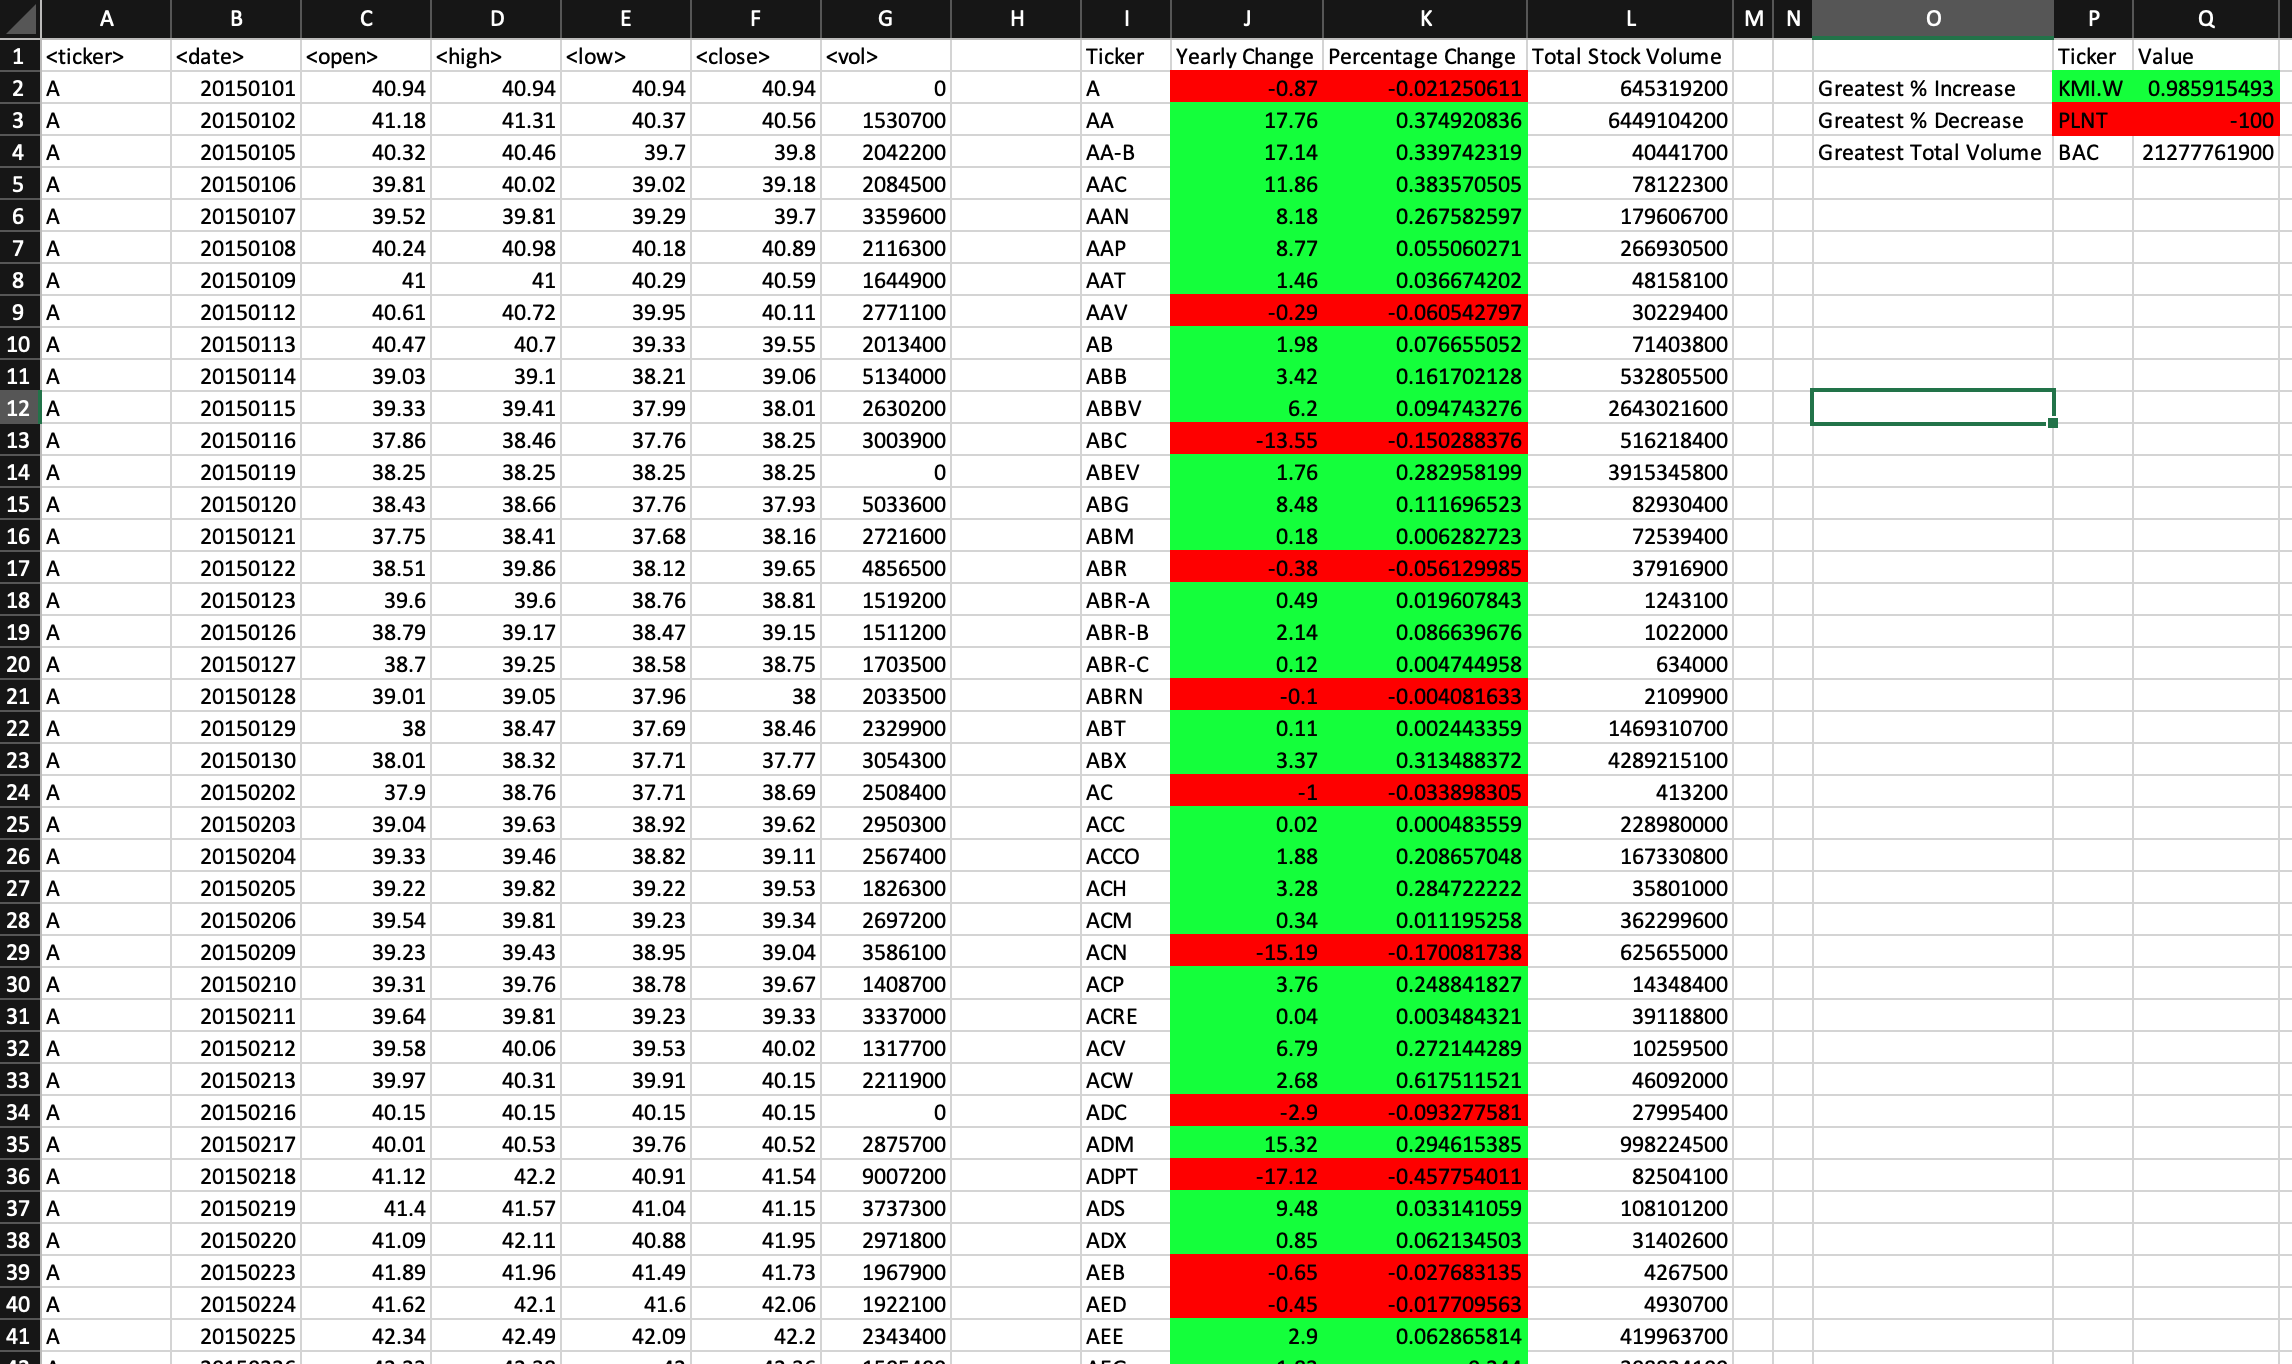 A B C D E F G H I J K L M N O P Q
1 <ticker> <date> <open> <high> <low> <close> <vol> Ticker Yearly Change Percentage Change Total Stock Volume Ticker Value
2 A 20150101 40.94 40.94 40.94 40.94 0 A -0.87 -0.021250611 645319200 Greatest % Increase KMI.W 0.985915493
3 A 20150102 41.18 41.31 40.37 40.56 1530700 AA 17.76 0.374920836 6449104200 Greatest % Decrease PLNT -100
4 A 20150105 40.32 40.46 39.7 39.8 2042200 AA-B 17.14 0.339742319 40441700 Greatest Total Volume BAC 21277761900
5 A 20150106 39.81 40.02 39.02 39.18 2084500 AAC 11.86 0.383570505 78122300
6 A 20150107 39.52 39.81 39.29 39.7 3359600 AAN 8.18 0.267582597 179606700
7 A 20150108 40.24 40.98 40.18 40.89 2116300 AAP 8.77 0.055060271 266930500
8 A 20150109 41 41 40.29 40.59 1644900 AAT 1.46 0.036674202 48158100
9 A 20150112 40.61 40.72 39.95 40.11 2771100 AAV -0.29 -0.060542797 30229400
10 A 20150113 40.47 40.7 39.33 39.55 2013400 AB 1.98 0.076655052 71403800
11 A 20150114 39.03 39.1 38.21 39.06 5134000 ABB 3.42 0.161702128 532805500
12 A 20150115 39.33 39.41 37.99 38.01 2630200 ABBV 6.2 0.094743276 2643021600
13 A 20150116 37.86 38.46 37.76 38.25 3003900 ABC -13.55 -0.150288376 516218400
14 A 20150119 38.25 38.25 38.25 38.25 0 ABEV 1.76 0.282958199 3915345800
15 A 20150120 38.43 38.66 37.76 37.93 5033600 ABG 8.48 0.111696523 82930400
16 A 20150121 37.75 38.41 37.68 38.16 2721600 ABM 0.18 0.006282723 72539400
17 A 20150122 38.51 39.86 38.12 39.65 4856500 ABR -0.38 -0.056129985 37916900
18 A 20150123 39.6 39.6 38.76 38.81 1519200 ABR-A 0.49 0.019607843 1243100
19 A 20150126 38.79 39.17 38.47 39.15 1511200 ABR-B 2.14 0.086639676 1022000
20 A 20150127 38.7 39.25 38.58 38.75 1703500 ABR-C 0.12 0.004744958 634000
21 A 20150128 39.01 39.05 37.96 38 2033500 ABRN -0.1 -0.004081633 2109900
22 A 20150129 38 38.47 37.69 38.46 2329900 ABT 0.11 0.002443359 1469310700
23 A 20150130 38.01 38.32 37.71 37.77 3054300 ABX 3.37 0.313488372 4289215100
24 A 20150202 37.9 38.76 37.71 38.69 2508400 AC -1 -0.033898305 413200
25 A 20150203 39.04 39.63 38.92 39.62 2950300 ACC 0.02 0.000483559 228980000
26 A 20150204 39.33 39.46 38.82 39.11 2567400 ACCO 1.88 0.208657048 167330800
27 A 20150205 39.22 39.82 39.22 39.53 1826300 ACH 3.28 0.284722222 35801000
28 A 20150206 39.54 39.81 39.23 39.34 2697200 ACM 0.34 0.011195258 362299600
29 A 20150209 39.23 39.43 38.95 39.04 3586100 ACN -15.19 -0.170081738 625655000
30 A 20150210 39.31 39.76 38.78 39.67 1408700 ACP 3.76 0.248841827 14348400
31 A 20150211 39.64 39.81 39.23 39.33 3337000 ACRE 0.04 0.003484321 39118800
32 A 20150212 39.58 40.06 39.53 40.02 1317700 ACV 6.79 0.272144289 10259500
33 A 20150213 39.97 40.31 39.91 40.15 2211900 ACW 2.68 0.617511521 46092000
34 A 20150216 40.15 40.15 40.15 40.15 0 ADC -2.9 -0.093277581 27995400
35 A 20150217 40.01 40.53 39.76 40.52 2875700 ADM 15.32 0.294615385 998224500
36 A 20150218 41.12 42.2 40.91 41.54 9007200 ADPT -17.12 -0.457754011 82504100
37 A 20150219 41.4 41.57 41.04 41.15 3737300 ADS 9.48 0.033141059 108101200
38 A 20150220 41.09 42.11 40.88 41.95 2971800 ADX 0.85 0.062134503 31402600
39 A 20150223 41.89 41.96 41.49 41.73 1967900 AEB -0.65 -0.027683135 4267500
40 A 20150224 41.62 42.1 41.6 42.06 1922100 AED -0.45 -0.017709563 4930700
41 A 20150225 42.34 42.49 42.09 42.2 2343400 AEE 2.9 0.062865814 419963700